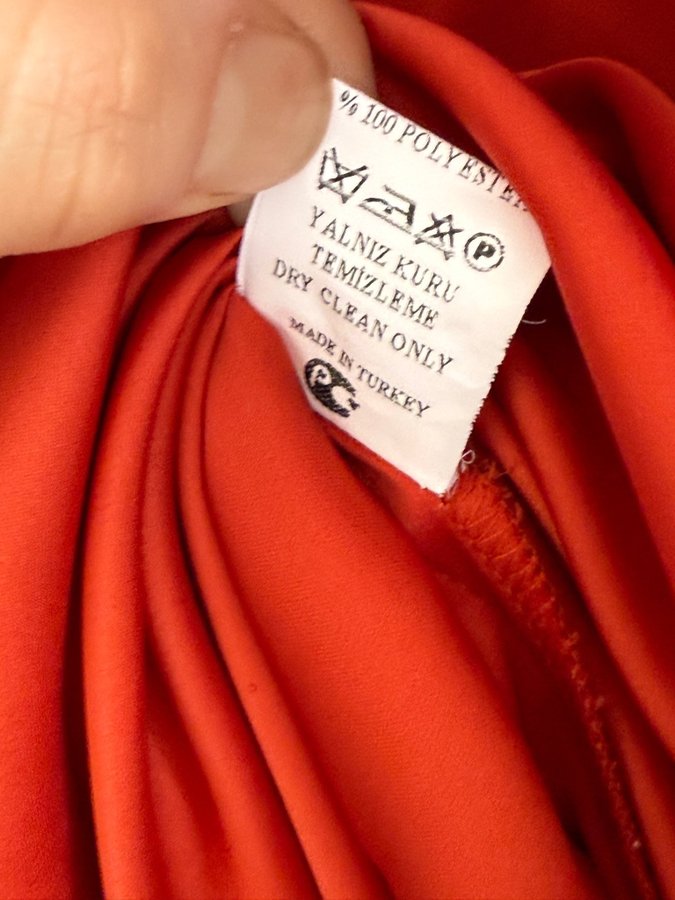 % 100 POLYESTER
P
YALNIZ KURU
TEMİZLEME
DRY CLEAN ONLY
MADE IN TURKEY